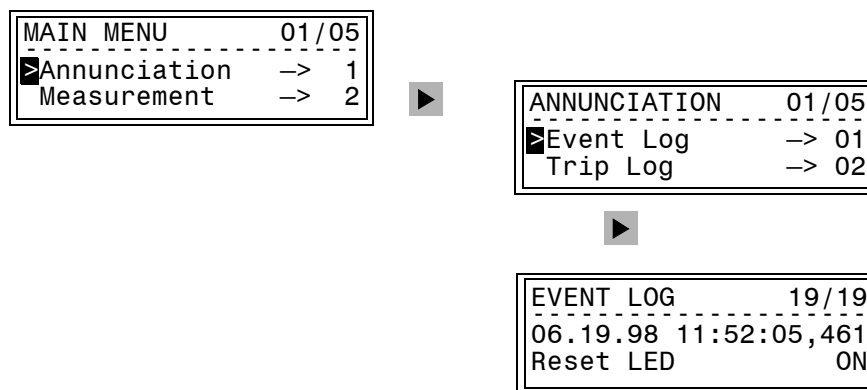 MAIN MENU 01/05
>Annunciation —> 1
Measurement —> 2
ANNUNCIATION 01/05
>Event Log —> 01
Trip Log —> 02
EVENT LOG 19/19
06.19.98 11:52:05,461
Reset LED ON